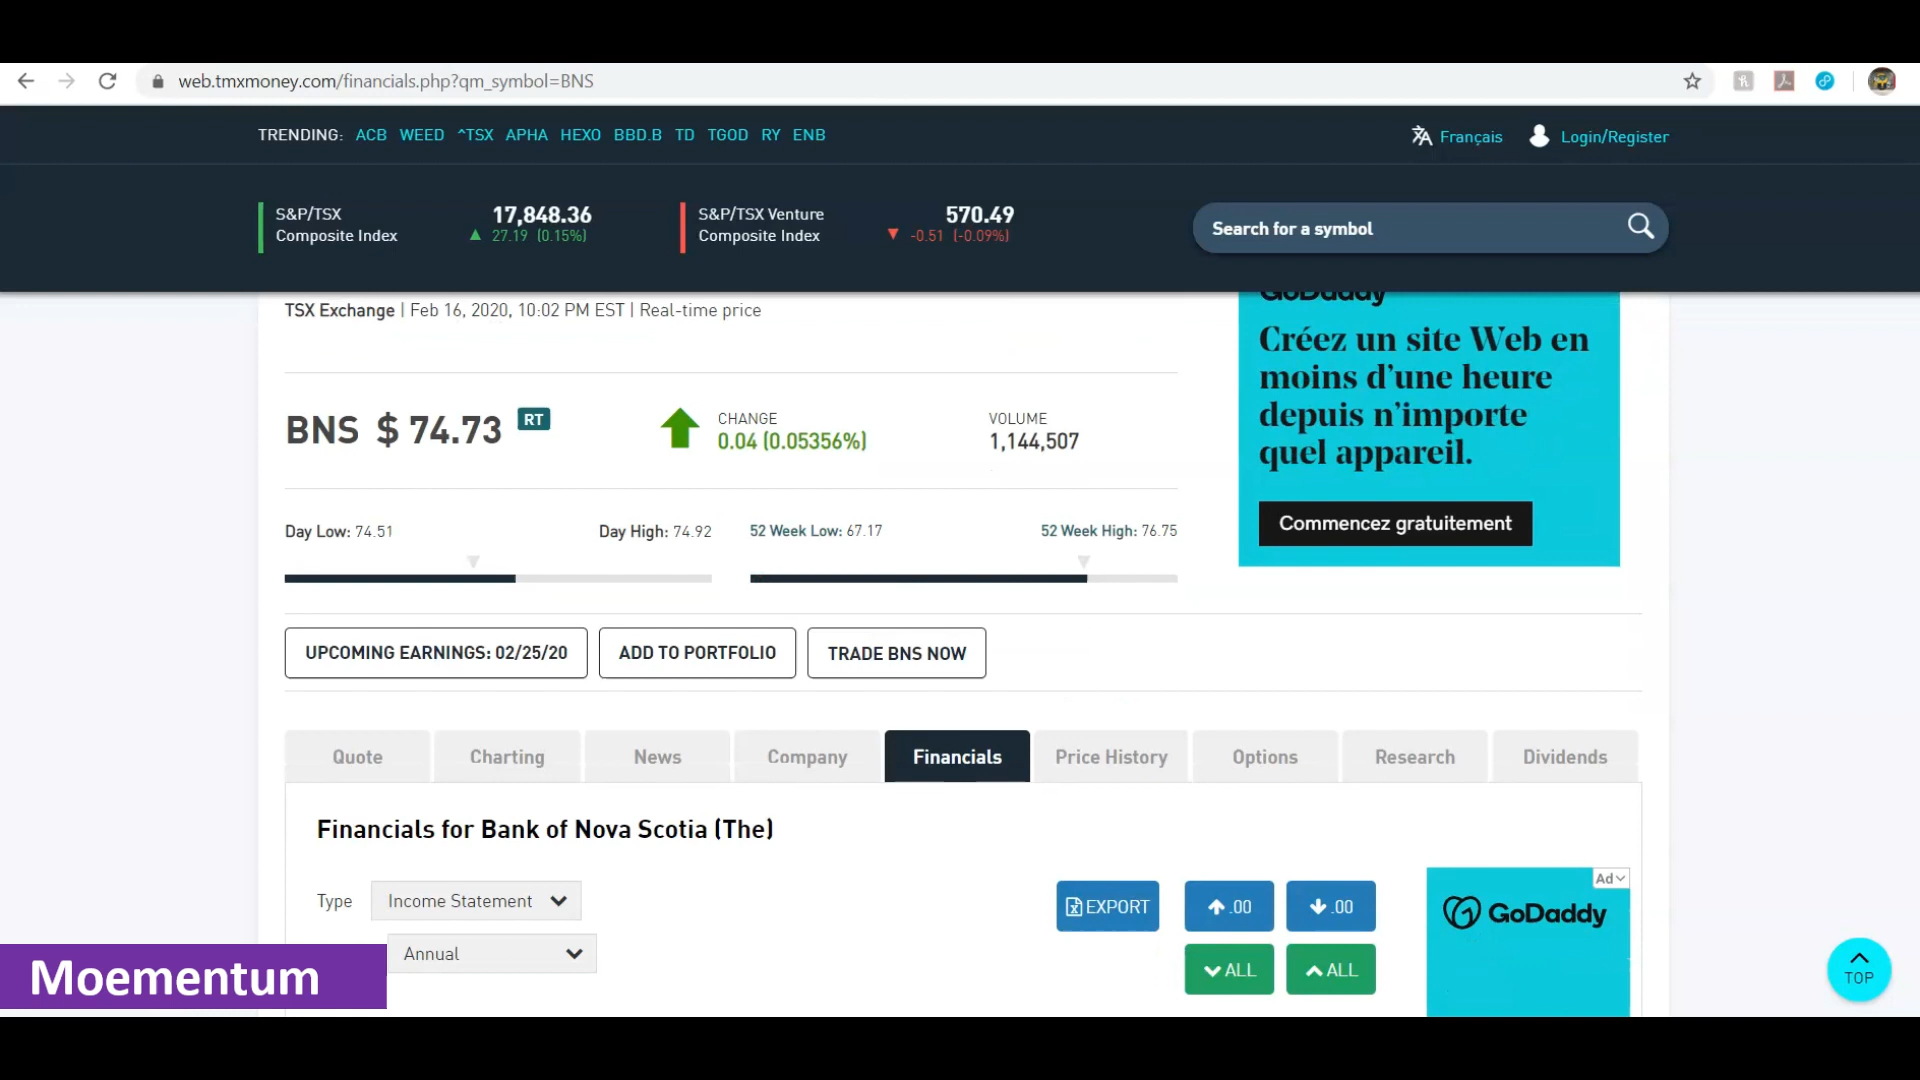 web.tmxmoney.com/financials.php?qm_symbol=BNS
TRENDING: ACB WEED ^TSX APHA HEXO BBD.B TD TGOD RY ENB
Français
Login/Register
S&P/TSX
Composite Index
17,848.36
27.19 (0.15%)
S&P/TSX Venture
Composite Index
570.49
-0.51 (-0.09%)
Search for a symbol
TSX Exchange | Feb 16, 2020, 10:02 PM EST | Real-time price
GoDaddy
Créez un site Web en
moins d'une heure
depuis n'importe
quel appareil.
Commencez gratuitement
BNS $ 74.73 RT
CHANGE
0.04 (0.05356%)
VOLUME
1,144,507
Day Low: 74.51
Day High: 74.92
52 Week Low: 67.17
52 Week High: 76.75
UPCOMING EARNINGS: 02/25/20
ADD TO PORTFOLIO
TRADE BNS NOW
Quote
Charting
News
Company
Financials
Price History
Options
Research
Dividends
Financials for Bank of Nova Scotia (The)
Type
Income Statement
Annual
EXPORT
.00
.00
ALL
ALL
Ad
GoDaddy
TOP
Moementum